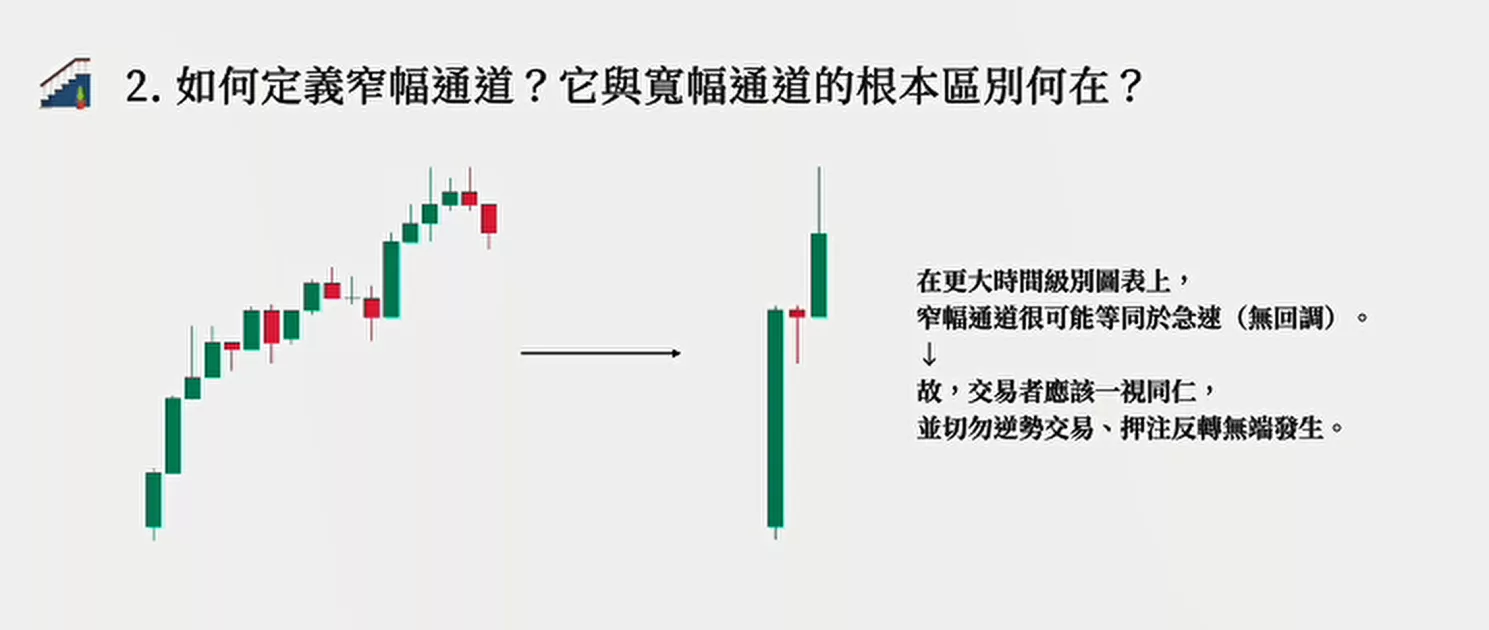 2. 如何定義窄幅通道？它與寬幅通道的根本區別何在？
在更大時間級別圖表上，
窄幅通道很可能等同於急速（無回調）。
↓
故，交易者應該一視同仁，
並切勿逆勢交易、押注反轉無端發生。